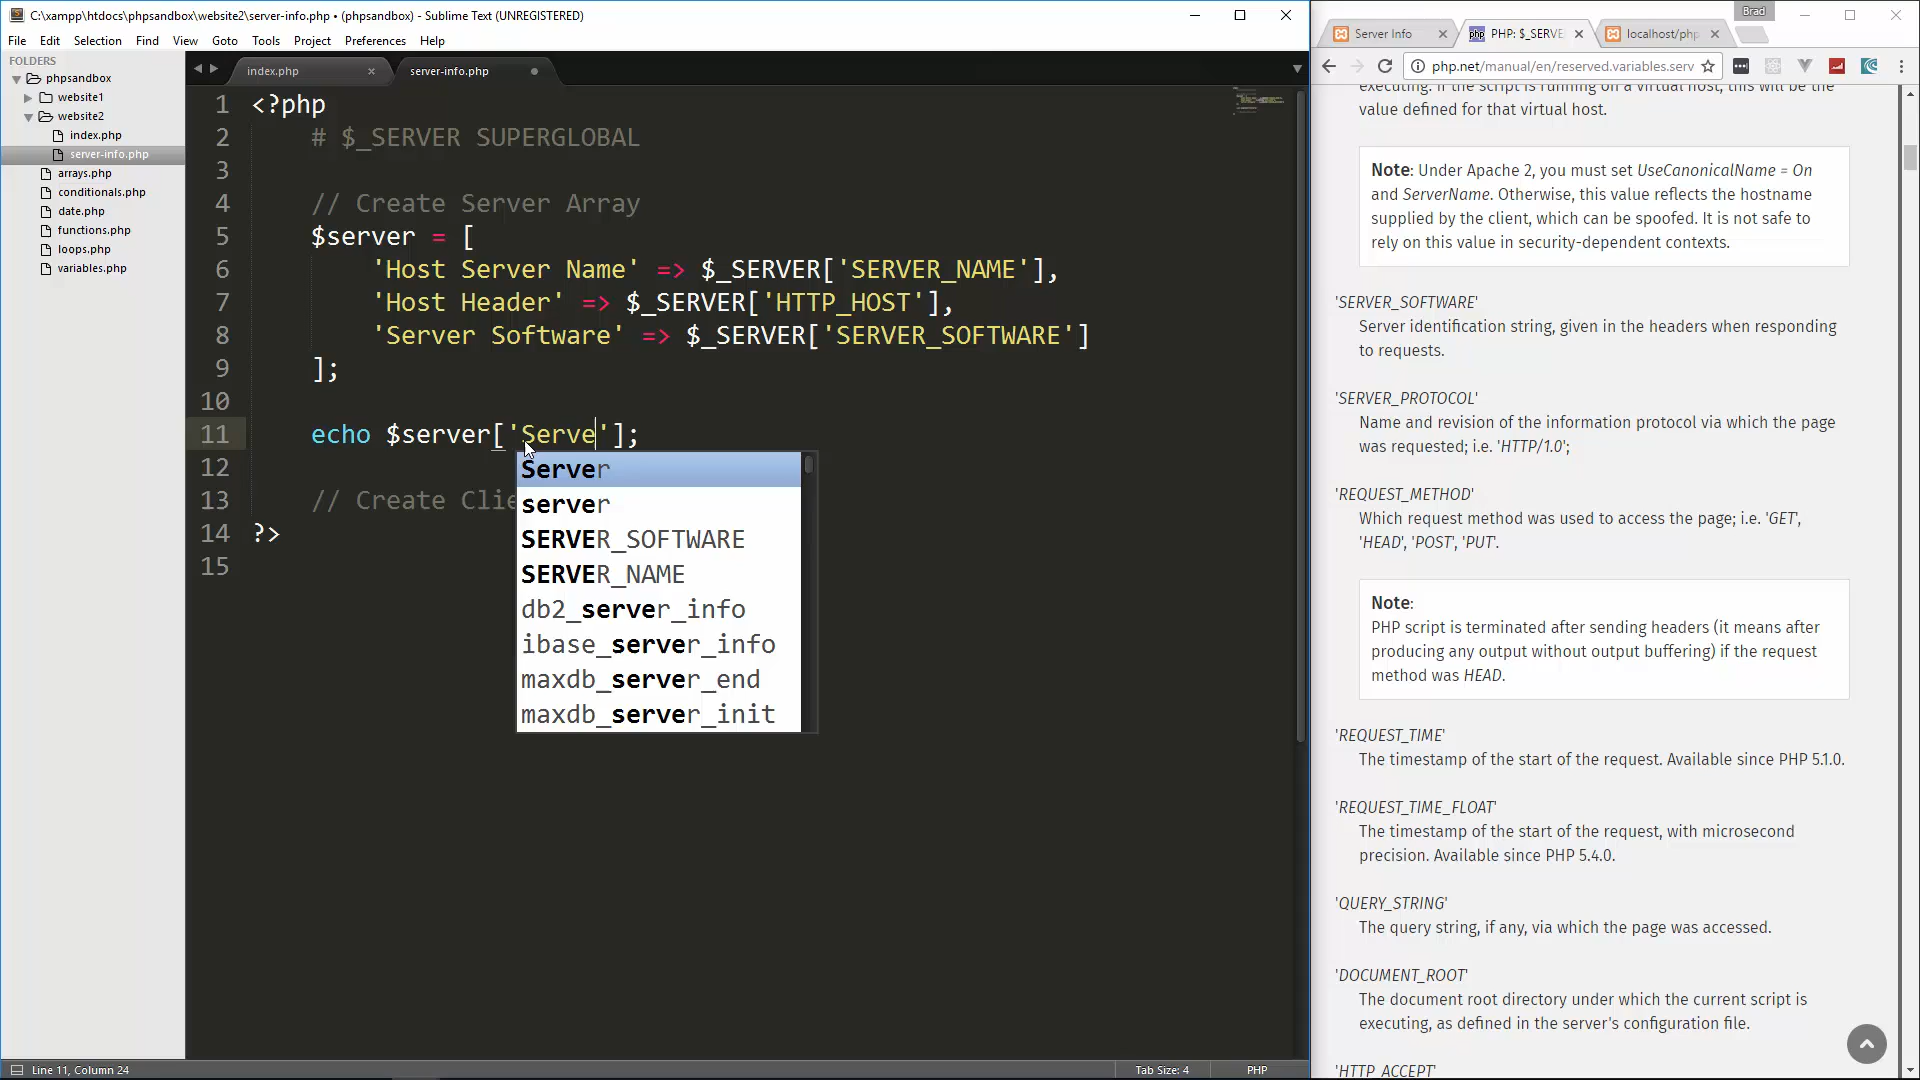 C:\xampp\htdocs\phpsandbox\website2\server-info.php • (phpsandbox) - Sublime Text (UNREGISTERED)
File Edit Selection Find View Goto Tools Project Preferences Help
FOLDERS
phpsandbox
website1
website2
index.php
server-info.php
arrays.php
conditionals.php
date.php
functions.php
loops.php
variables.php
index.php
server-info.php
1 <?php
2 # $_SERVER SUPERGLOBAL
3
4 // Create Server Array
5 $server = [
6 'Host Server Name' => $_SERVER['SERVER_NAME'],
7 'Host Header' => $_SERVER['HTTP_HOST'],
8 'Server Software' => $_SERVER['SERVER_SOFTWARE']
9 ];
10
11 echo $server['Serve'];
12
13 // Create Clie
14 ?>
15
Server
server
SERVER_SOFTWARE
SERVER_NAME
db2_server_info
ibase_server_info
maxdb_server_end
maxdb_server_init
Line 11, Column 24
Tab Size: 4
PHP
Brad
Server Info
PHP: $_SERVE
localhost/php
php.net/manual/en/reserved.variables.serv
executing. If the script is running on a virtual host, this will be the
value defined for that virtual host.
Note: Under Apache 2, you must set UseCanonicalName = On
and ServerName. Otherwise, this value reflects the hostname
supplied by the client, which can be spoofed. It is not safe to
rely on this value in security-dependent contexts.
'SERVER_SOFTWARE'
Server identification string, given in the headers when responding
to requests.
'SERVER_PROTOCOL'
Name and revision of the information protocol via which the page
was requested; i.e. 'HTTP/1.0';
'REQUEST_METHOD'
Which request method was used to access the page; i.e. 'GET',
'HEAD', 'POST', 'PUT'.
Note:
PHP script is terminated after sending headers (it means after
producing any output without output buffering) if the request
method was HEAD.
'REQUEST_TIME'
The timestamp of the start of the request. Available since PHP 5.1.0.
'REQUEST_TIME_FLOAT'
The timestamp of the start of the request, with microsecond
precision. Available since PHP 5.4.0.
'QUERY_STRING'
The query string, if any, via which the page was accessed.
'DOCUMENT_ROOT'
The document root directory under which the current script is
executing, as defined in the server's configuration file.
'HTTP_ACCEPT'